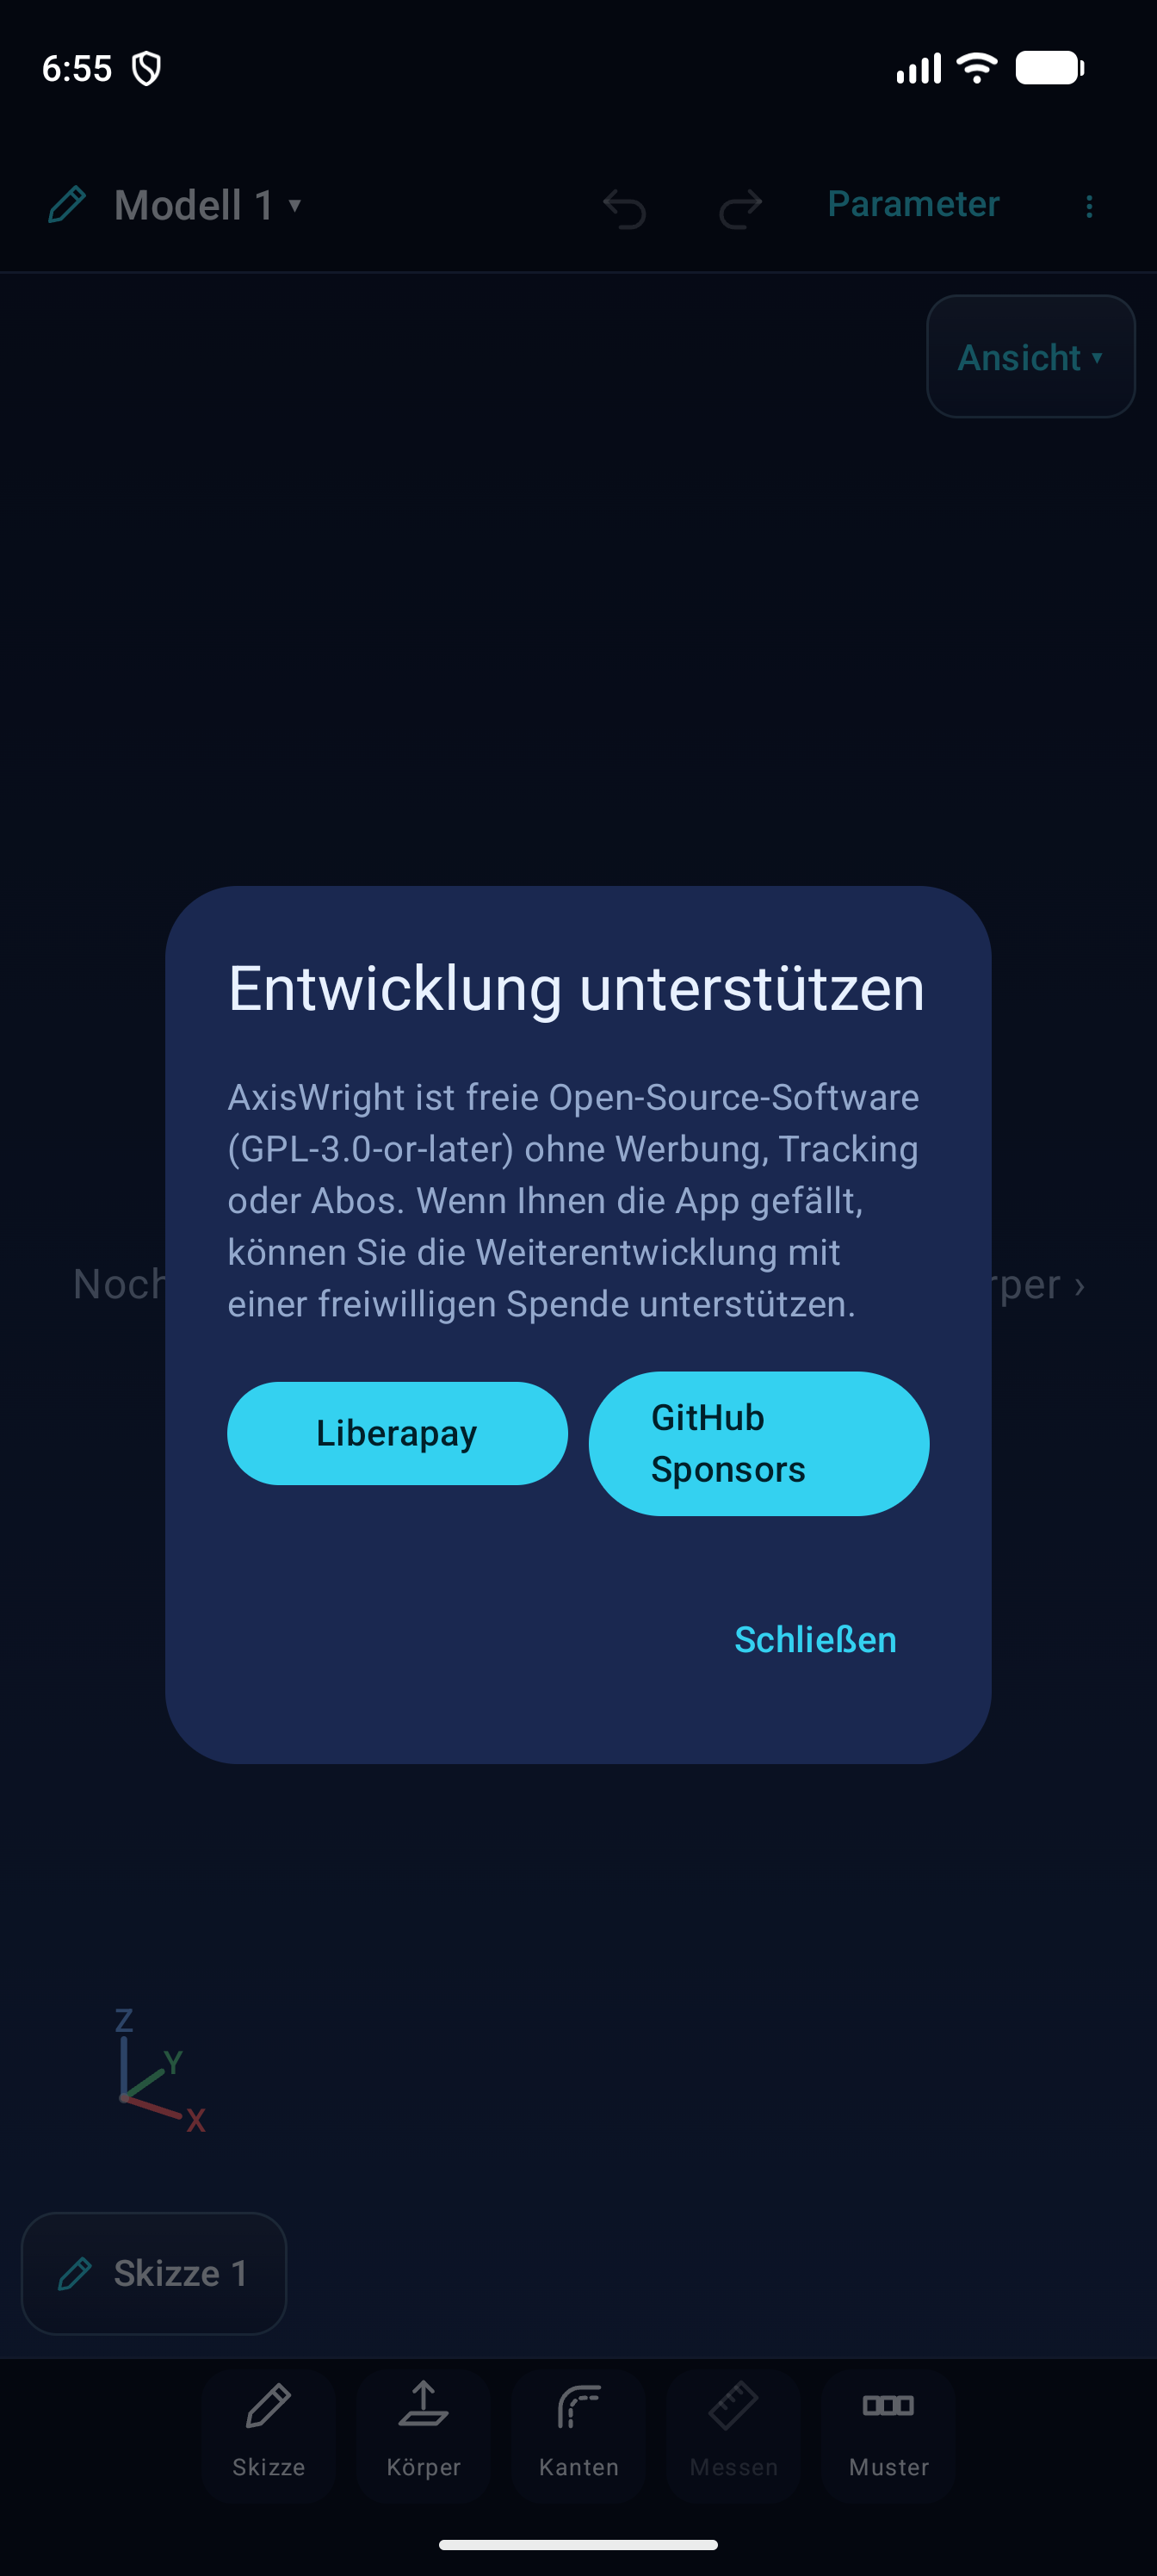 6:55
Modell 1 ▾
Parameter
Ansicht ▾
Entwicklung unterstützen
AxisWright ist freie Open-Source-Software
(GPL-3.0-or-later) ohne Werbung, Tracking
oder Abos. Wenn Ihnen die App gefällt,
können Sie die Weiterentwicklung mit
einer freiwilligen Spende unterstützen.
Noch
rper ›
Liberapay
GitHub
Sponsors
Schließen
Z
Y
X
Skizze 1
Skizze
Körper
Kanten
Messen
Muster